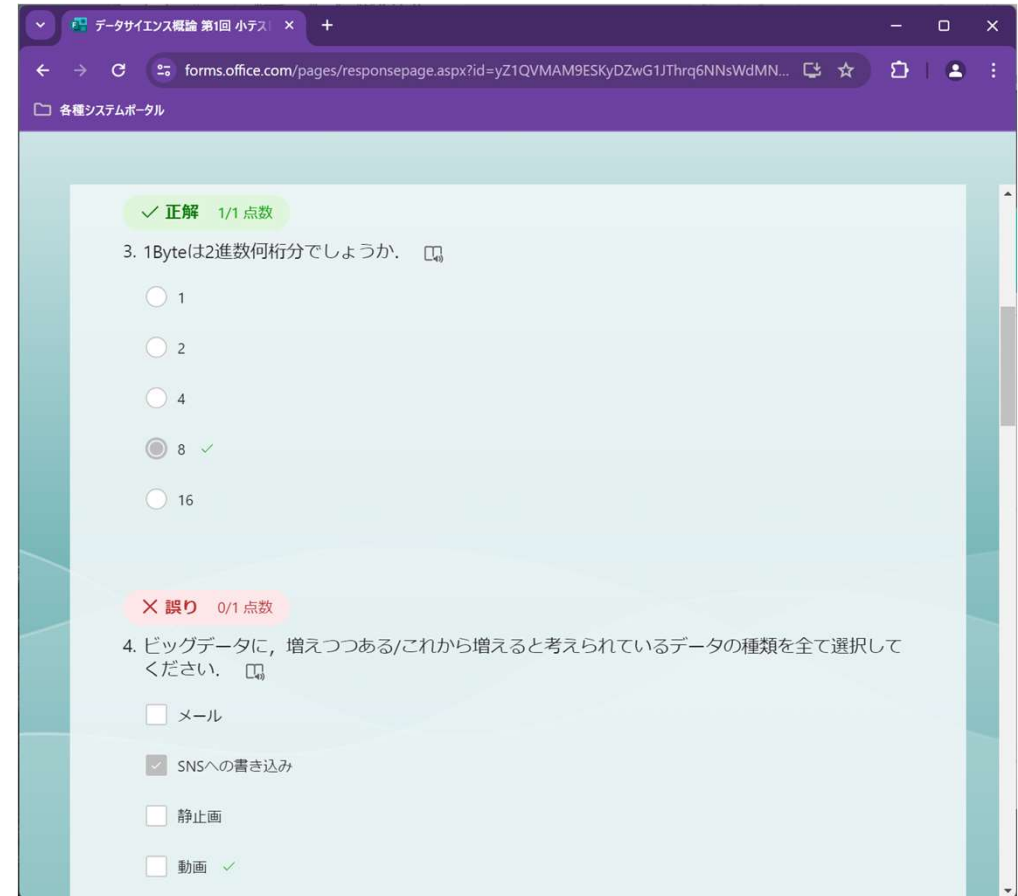 データサイエンス概論 第1回 小テス
forms.office.com/pages/responsepage.aspx?id=yZ1QVMAM9ESKyDZwG1JThrq6NNsWdMN...
各種システムポータル
正解 1/1 点数
3. 1Byteは2進数何桁分でしょうか．
1
2
4
8
16
誤り 0/1 点数
4. ビッグデータに，増えつつある/これから増えると考えられているデータの種類を全て選択して
ください．
メール
SNSへの書き込み
静止画
動画